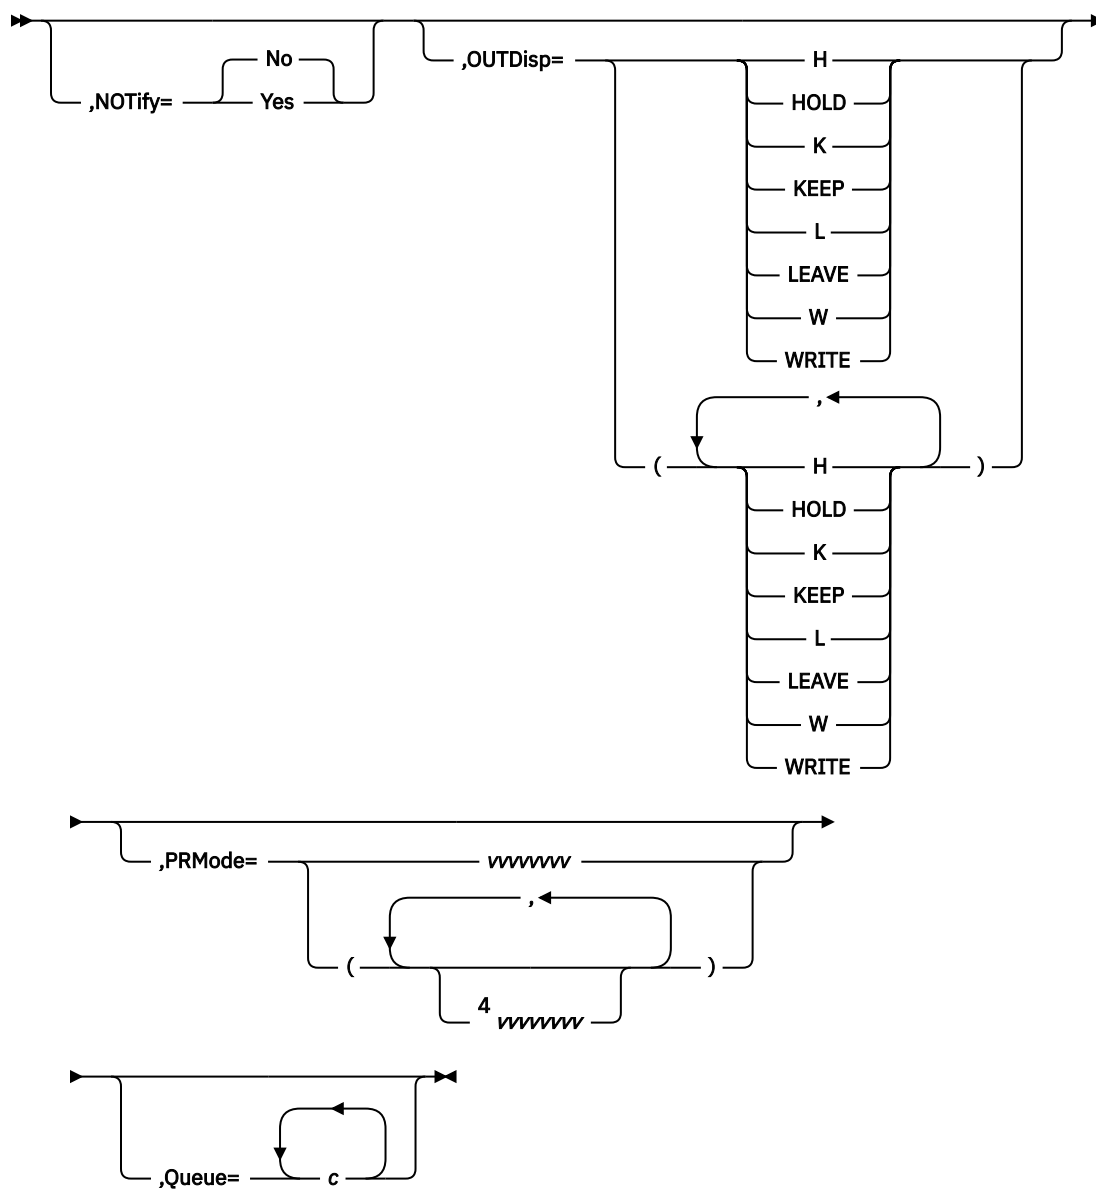 No
,NOTify=
Yes
,OUTDisp=
H
HOLD
K
KEEP
L
LEAVE
W
WRITE
,
( H )
HOLD
K
KEEP
L
LEAVE
W
WRITE
,PRMode= vvvvvvvv
,
( )
4 vvvvvvvv
,Queue= c